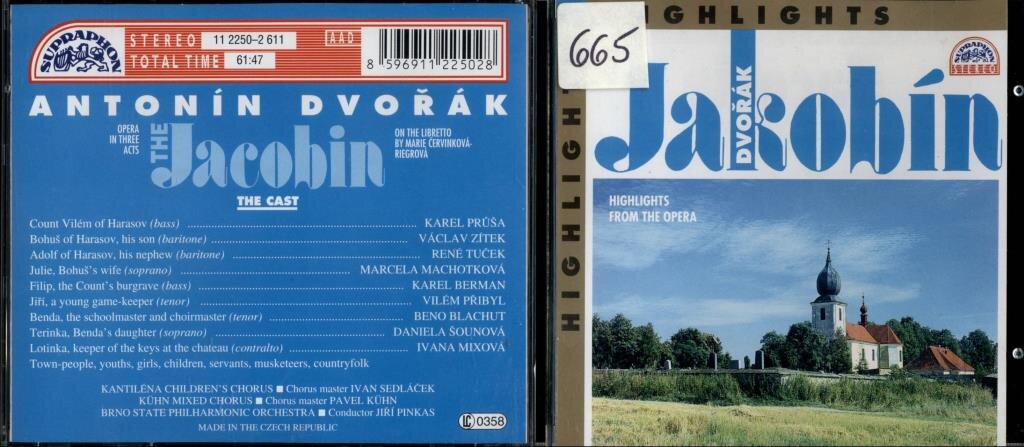 SUPRAPHON
STEREO 11 2250-2 611
TOTAL TIME 61:47
AAD
8 596911 225028
ANTONÍN DVOŘÁK
OPERA
IN THREE
ACTS
THE
Jacobin
ON THE LIBRETTO
BY MARIE ČERVINKOVÁ-
RIEGROVÁ
THE CAST
Count Vilém of Harasov (bass) KAREL PRŮŠA
Bohuš of Harasov, his son (baritone) VÁCLAV ZÍTEK
Adolf of Harasov, his nephew (baritone) RENÉ TUČEK
Julie, Bohuš's wife (soprano) MARCELA MACHOTKOVÁ
Filip, the Count's burgrave (bass) KAREL BERMAN
Jiří, a young game-keeper (tenor) VILÉM PŘIBYL
Benda, the schoolmaster and choirmaster (tenor) BENO BLACHUT
Terinka, Benda's daughter (soprano) DANIELA ŠOUNOVÁ
Lotinka, keeper of the keys at the chateau (contralto) IVANA MIXOVÁ
Town-people, youths, girls, children, servants, musketeers, countryfolk
KANTILÉNA CHILDREN'S CHORUS ■ Chorus master IVAN SEDLÁČEK
KÜHN MIXED CHORUS ■ Chorus master PAVEL KÜHN
BRNO STATE PHILHARMONIC ORCHESTRA ■ Conductor JIŘÍ PINKAS
MADE IN THE CZECH REPUBLIC
LC 0358
HIGHLIGHTS
HIGHLIGHTS
665
SUPRAPHON
STEREO
DVOŘÁK
Jakobín
HIGHLIGHTS
FROM THE OPERA